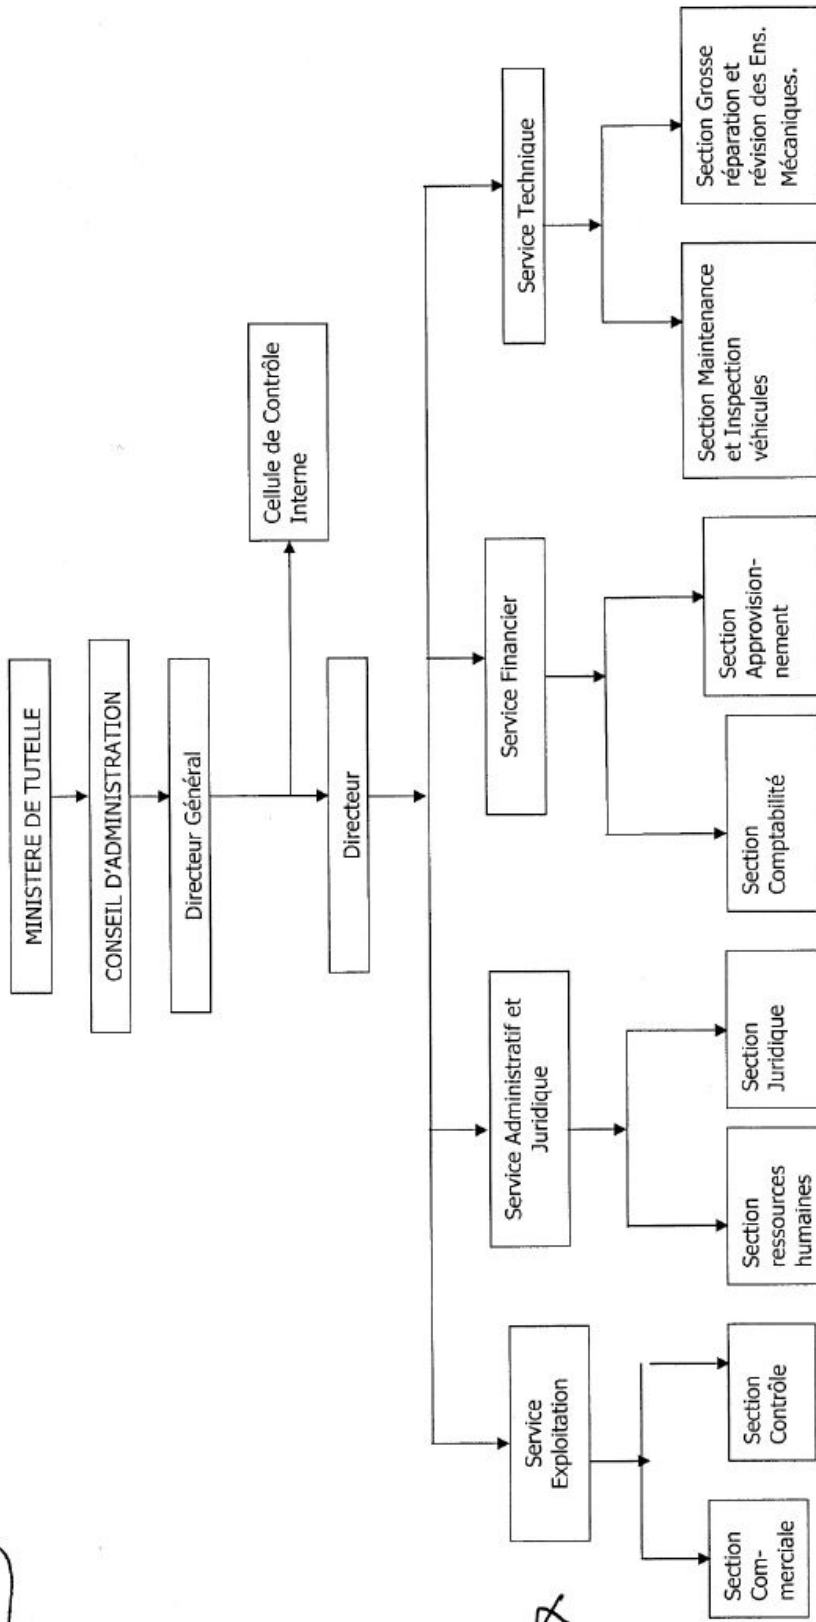 MINISTERE DE TUTELLE
CONSEIL D'ADMINISTRATION
Directeur Général
Cellule de Contrôle
Interne
Directeur
Service
Exploitation
Service Administratif et
Juridique
Service Financier
Service Technique
Section
Com-
merciale
Section
Contrôle
Section
ressources
humaines
Section
Juridique
Section
Comptabilité
Section
Approvision-
nement
Section Maintenance
et Inspection
véhicules
Section Grosse
réparation et
révision des Ens.
Mécaniques.